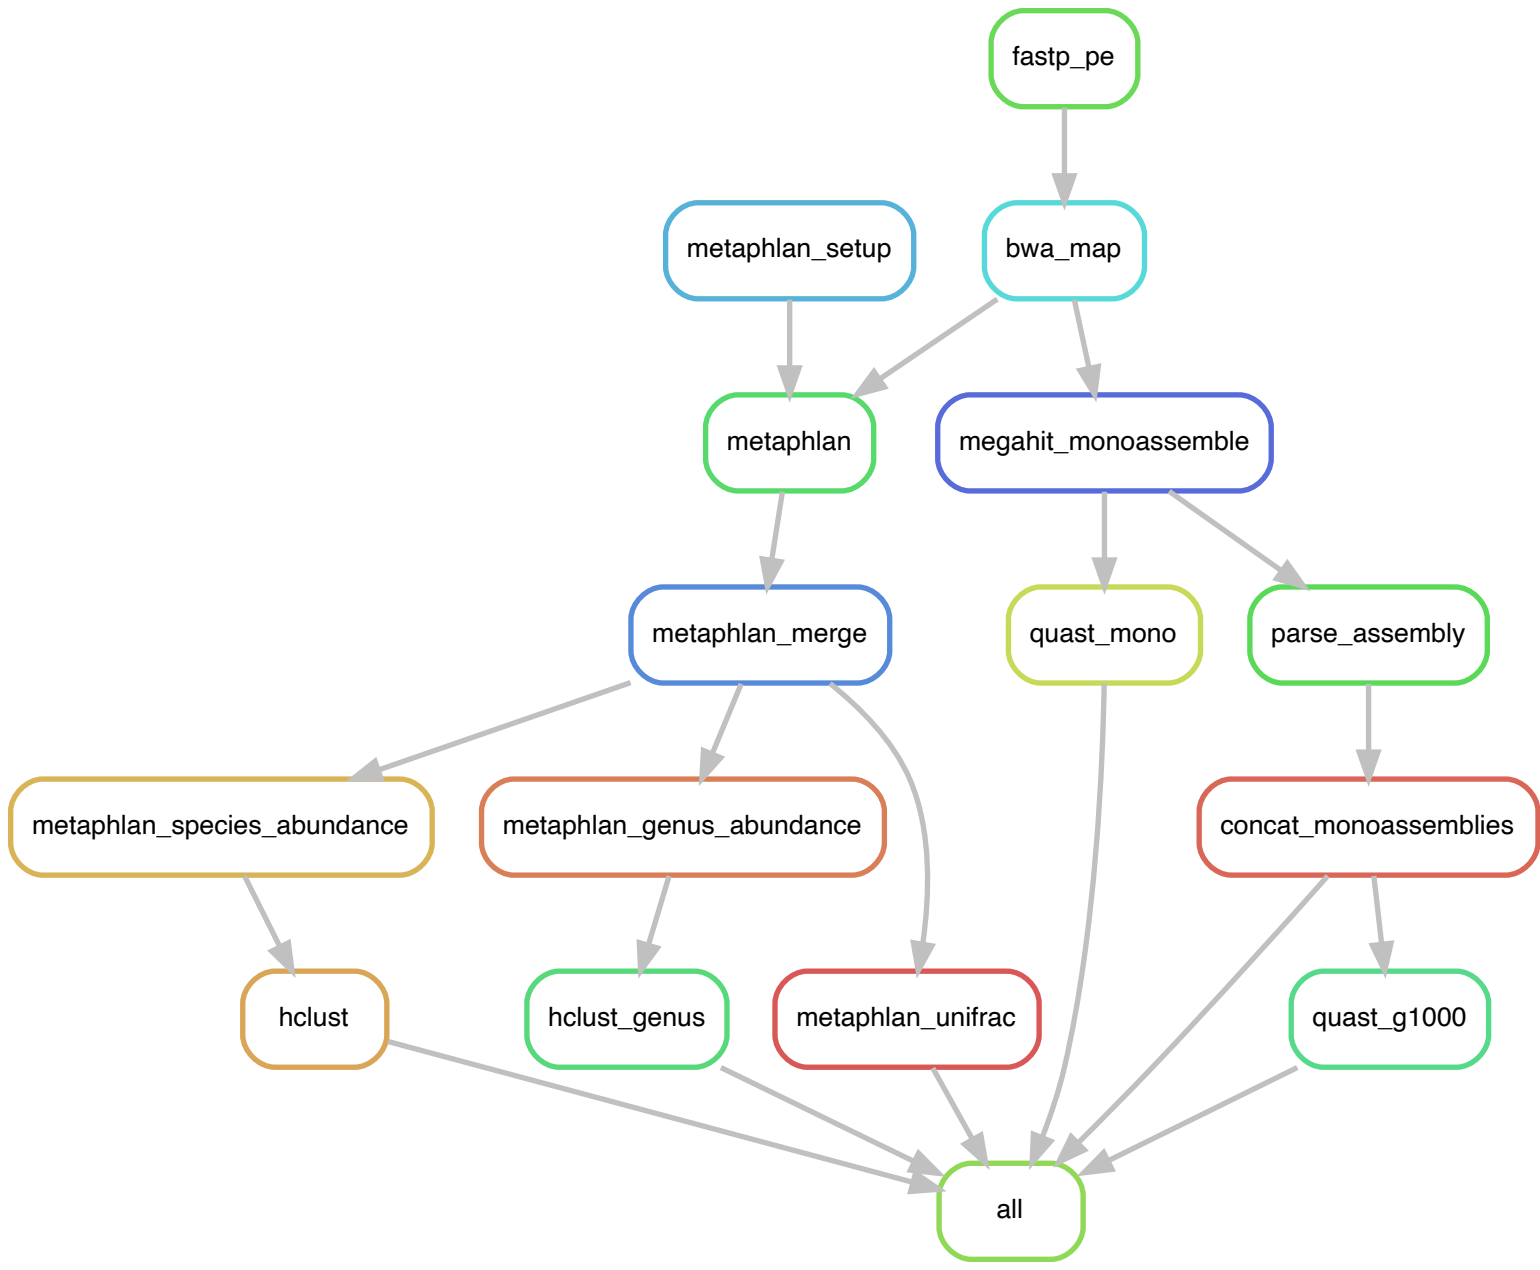 fastp_pe
metaphlan_setup
bwa_map
metaphlan
megahit_monoassemble
metaphlan_merge
quast_mono
parse_assembly
metaphlan_species_abundance
metaphlan_genus_abundance
concat_monoassemblies
hclust
hclust_genus
metaphlan_unifrac
quast_g1000
all